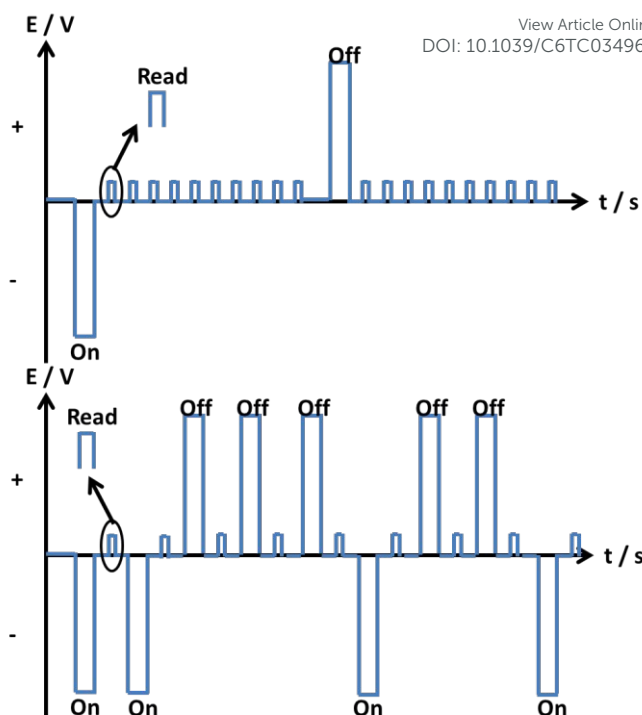 View Article Onlin
DOI: 10.1039/C6TC03496
E / V
Off
Read
+
t / s
-
On
E / V
Read
Off Off Off Off Off
+
t / s
-
On On On On